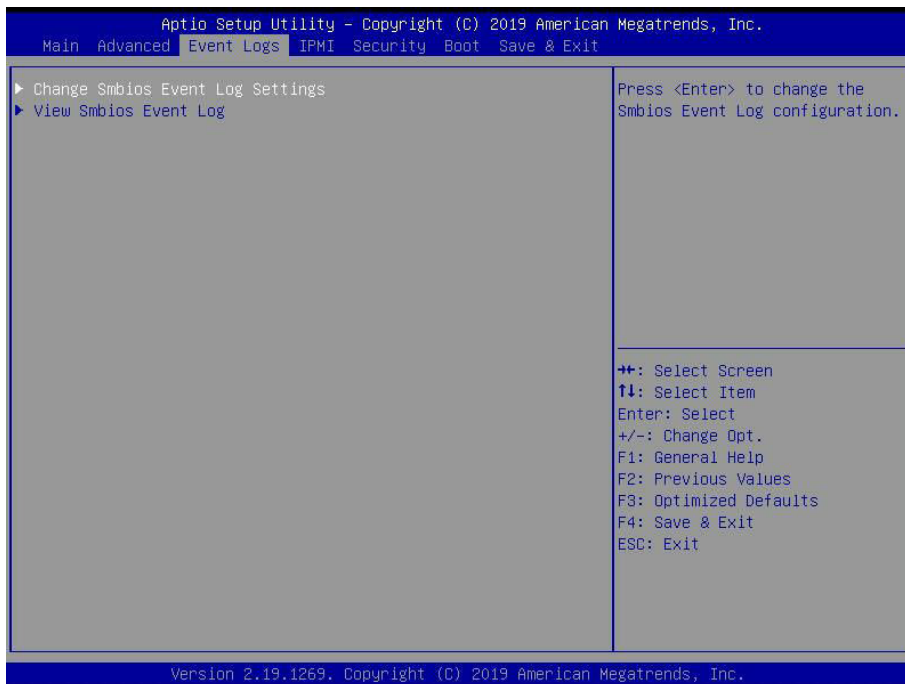 Aptio Setup Utility – Copyright (C) 2019 American Megatrends, Inc.
Main Advanced Event Logs IPMI Security Boot Save & Exit
▶ Change Smbios Event Log Settings
▶ View Smbios Event Log
Press <Enter> to change the
Smbios Event Log configuration.
→←: Select Screen
↑↓: Select Item
Enter: Select
+/-: Change Opt.
F1: General Help
F2: Previous Values
F3: Optimized Defaults
F4: Save & Exit
ESC: Exit
Version 2.19.1269. Copyright (C) 2019 American Megatrends, Inc.